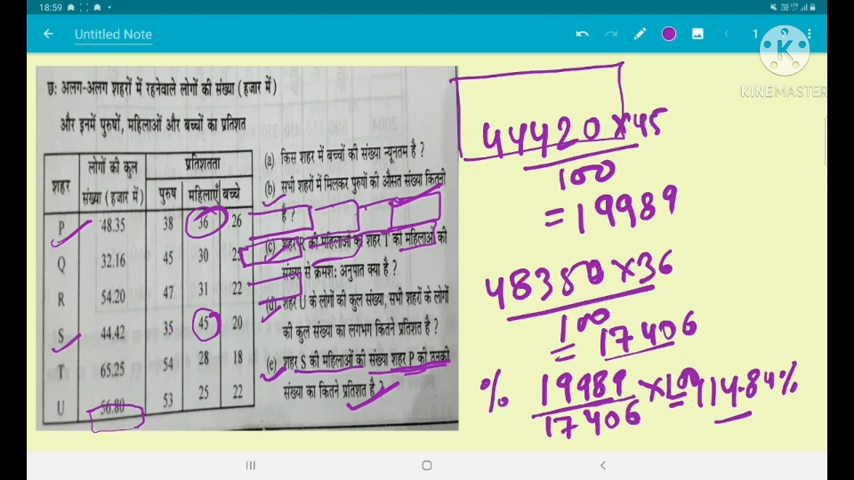 18:59
Untitled Note
1
KINEMASTER
छः अलग-अलग शहरों में रहनेवाले लोगों की संख्या (हजार में)
और इनमें पुरुषों, महिलाओं और बच्चों का प्रतिशत
शहर लोगों की कुल संख्या (हजार में) प्रतिशतता
पुरुष महिलाएँ बच्चे
P 48.35 38 36 26
Q 32.16 45 30
R 54.20 47 31 22
S 44.42 35 45 20
T 65.25 54 28 18
U 56.80 53 25 22
(a) किस शहर में बच्चों की संख्या न्यूनतम है ?
(b) सभी शहरों में मिलकर पुरुषों की औसत संख्या कितनी
है ?
(c) शहर R की महिलाओं का शहर T की महिलाओं की
संख्या से क्रमशः अनुपात क्या है ?
(d) शहर U के लोगों की कुल संख्या, सभी शहरों के लोगों
की कुल संख्या का लगभग कितने प्रतिशत है ?
(e) शहर S की महिलाओं की संख्या शहर P की उनकी
संख्या का कितने प्रतिशत है ?
44420×45
100
=19989
48350×36
100
= 17406
% 19989 ×100 114.84%
17406